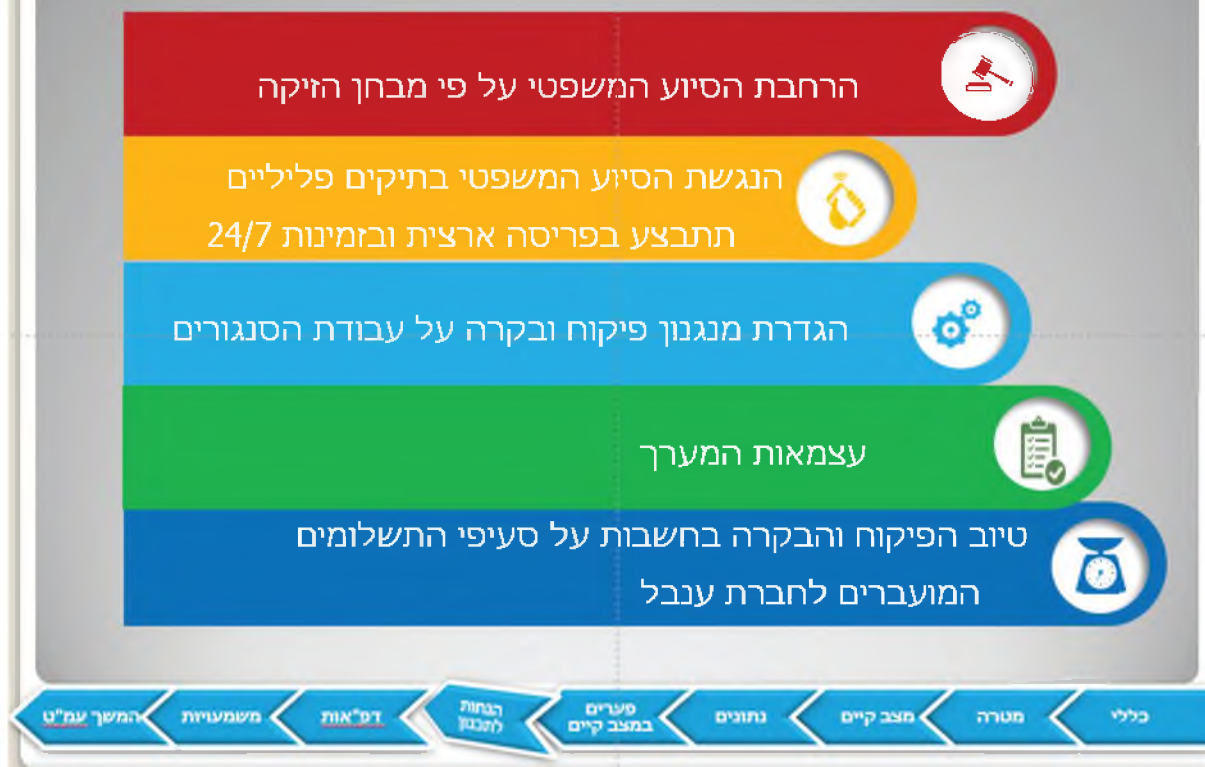 הרחבת הסיוע המשפטי על פי מבחן הזיקה
הנגשת הסיוע המשפטי בתיקים פליליים
תתבצע בפריסה ארצית ובזמינות 24/7
הגדרת מנגנון פיקוח ובקרה על עבודת הסנגורים
עצמאות המערך
טיוב הפיקוח והבקרה בחשבות על סעיפי התשלומים
המועברים לחברת ענבל
כללי
מטרה
מצב קיים
נתונים
פערים
במצב קיים
הנחות
לתכנון
דפ"אות
משמעויות
המשך עמ"ט